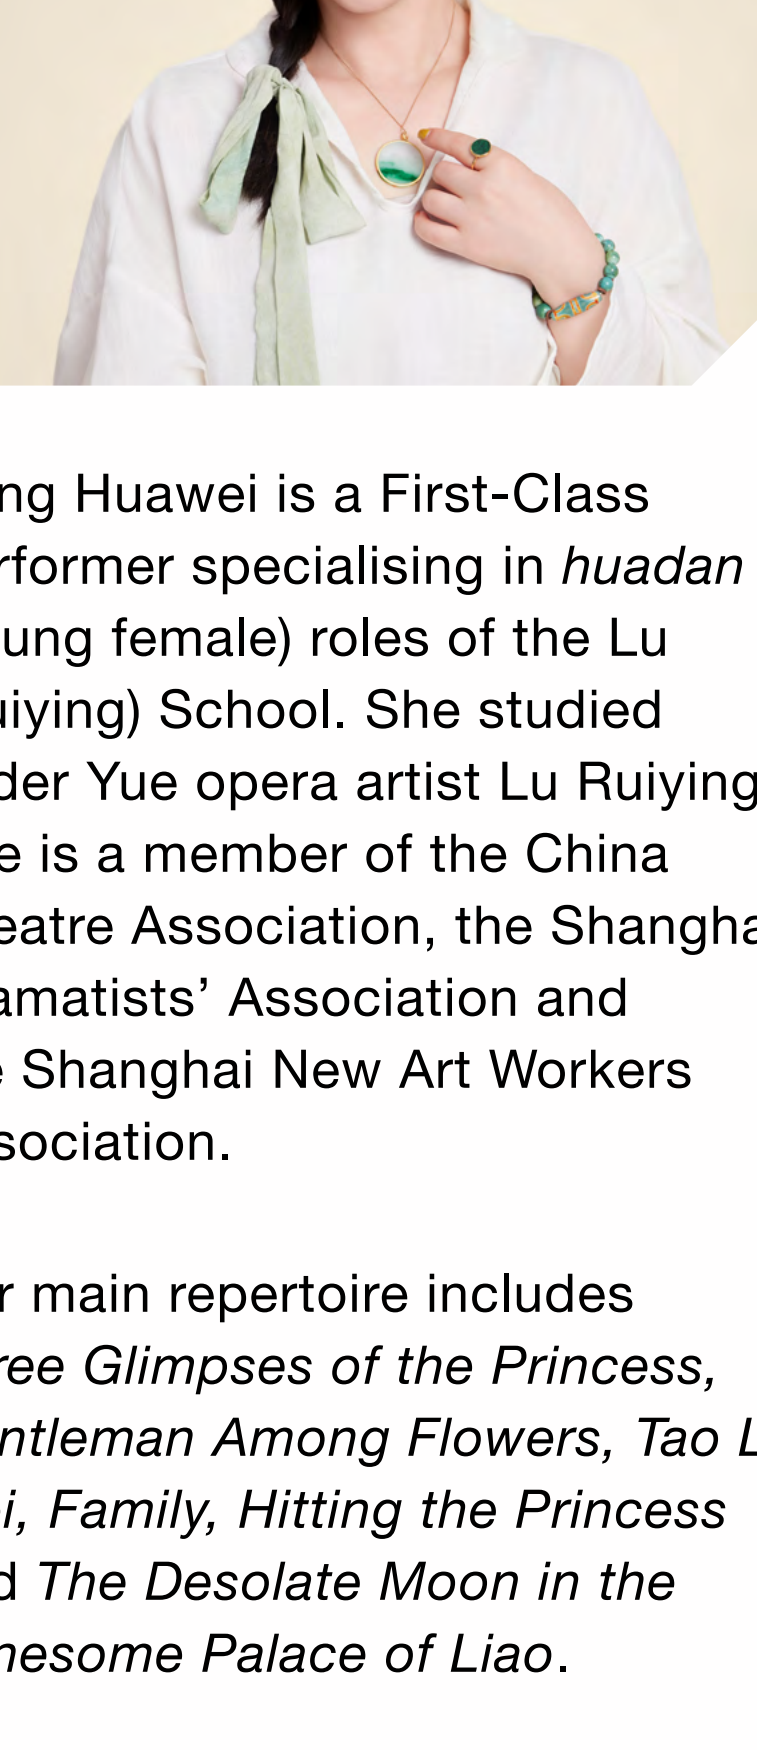 ng Huawei is a First-Class
rformer specialising in huadan
ung female) roles of the Lu
uiying) School. She studied
der Yue opera artist Lu Ruiying
e is a member of the China
eatre Association, the Shangha
amatists’ Association and
e Shanghai New Art Workers
sociation.
r main repertoire includes
ree Glimpses of the Princess,
ntleman Among Flowers, Tao L
i, Family, Hitting the Princess
d The Desolate Moon in the
nesome Palace of Liao.